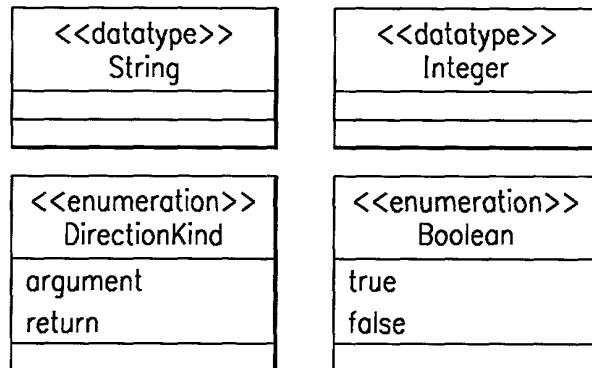 <<datatype>>
String
<<datatype>>
Integer
<<enumeration>>
DirectionKind
argument
return
<<enumeration>>
Boolean
true
false